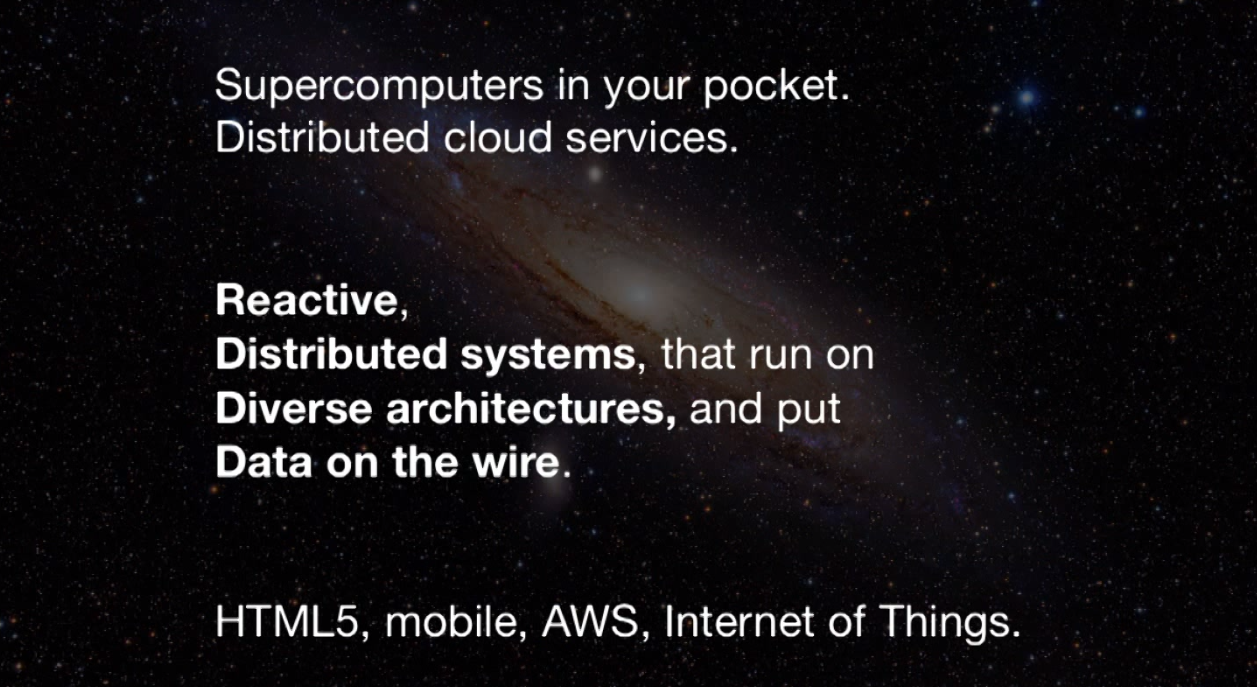 Supercomputers in your pocket.
Distributed cloud services.
Reactive,
Distributed systems, that run on
Diverse architectures, and put
Data on the wire.
HTML5, mobile, AWS, Internet of Things.